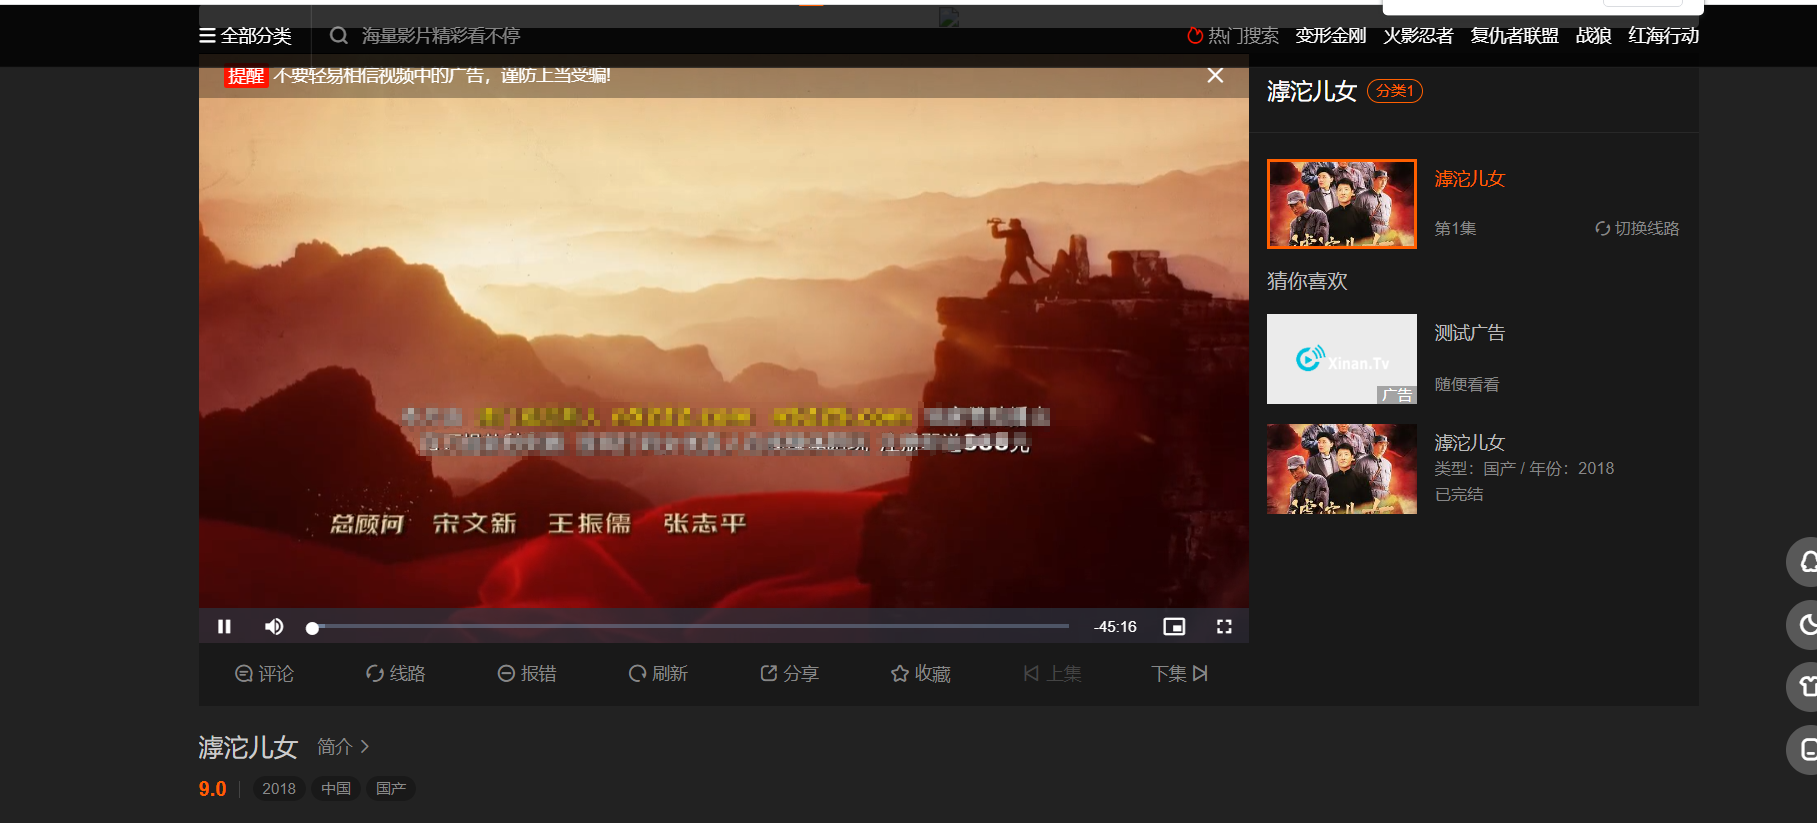 全部分类
海量影片精彩看不停
热门搜索 变形金刚 火影忍者 复仇者联盟 战狼 红海行动
提醒 不要轻易相信视频中的广告，谨防上当受骗!
总顾问 宋文新 王振儒 张志平
-45:16
评论 线路 报错 刷新 分享 收藏 上集 下集
滹沱儿女 分类1
滹沱儿女
第1集 切换线路
猜你喜欢
Xinan.Tv
广告
测试广告
随便看看
滹沱儿女
类型：国产 / 年份：2018
已完结
滹沱儿女 简介
9.0 2018 中国 国产